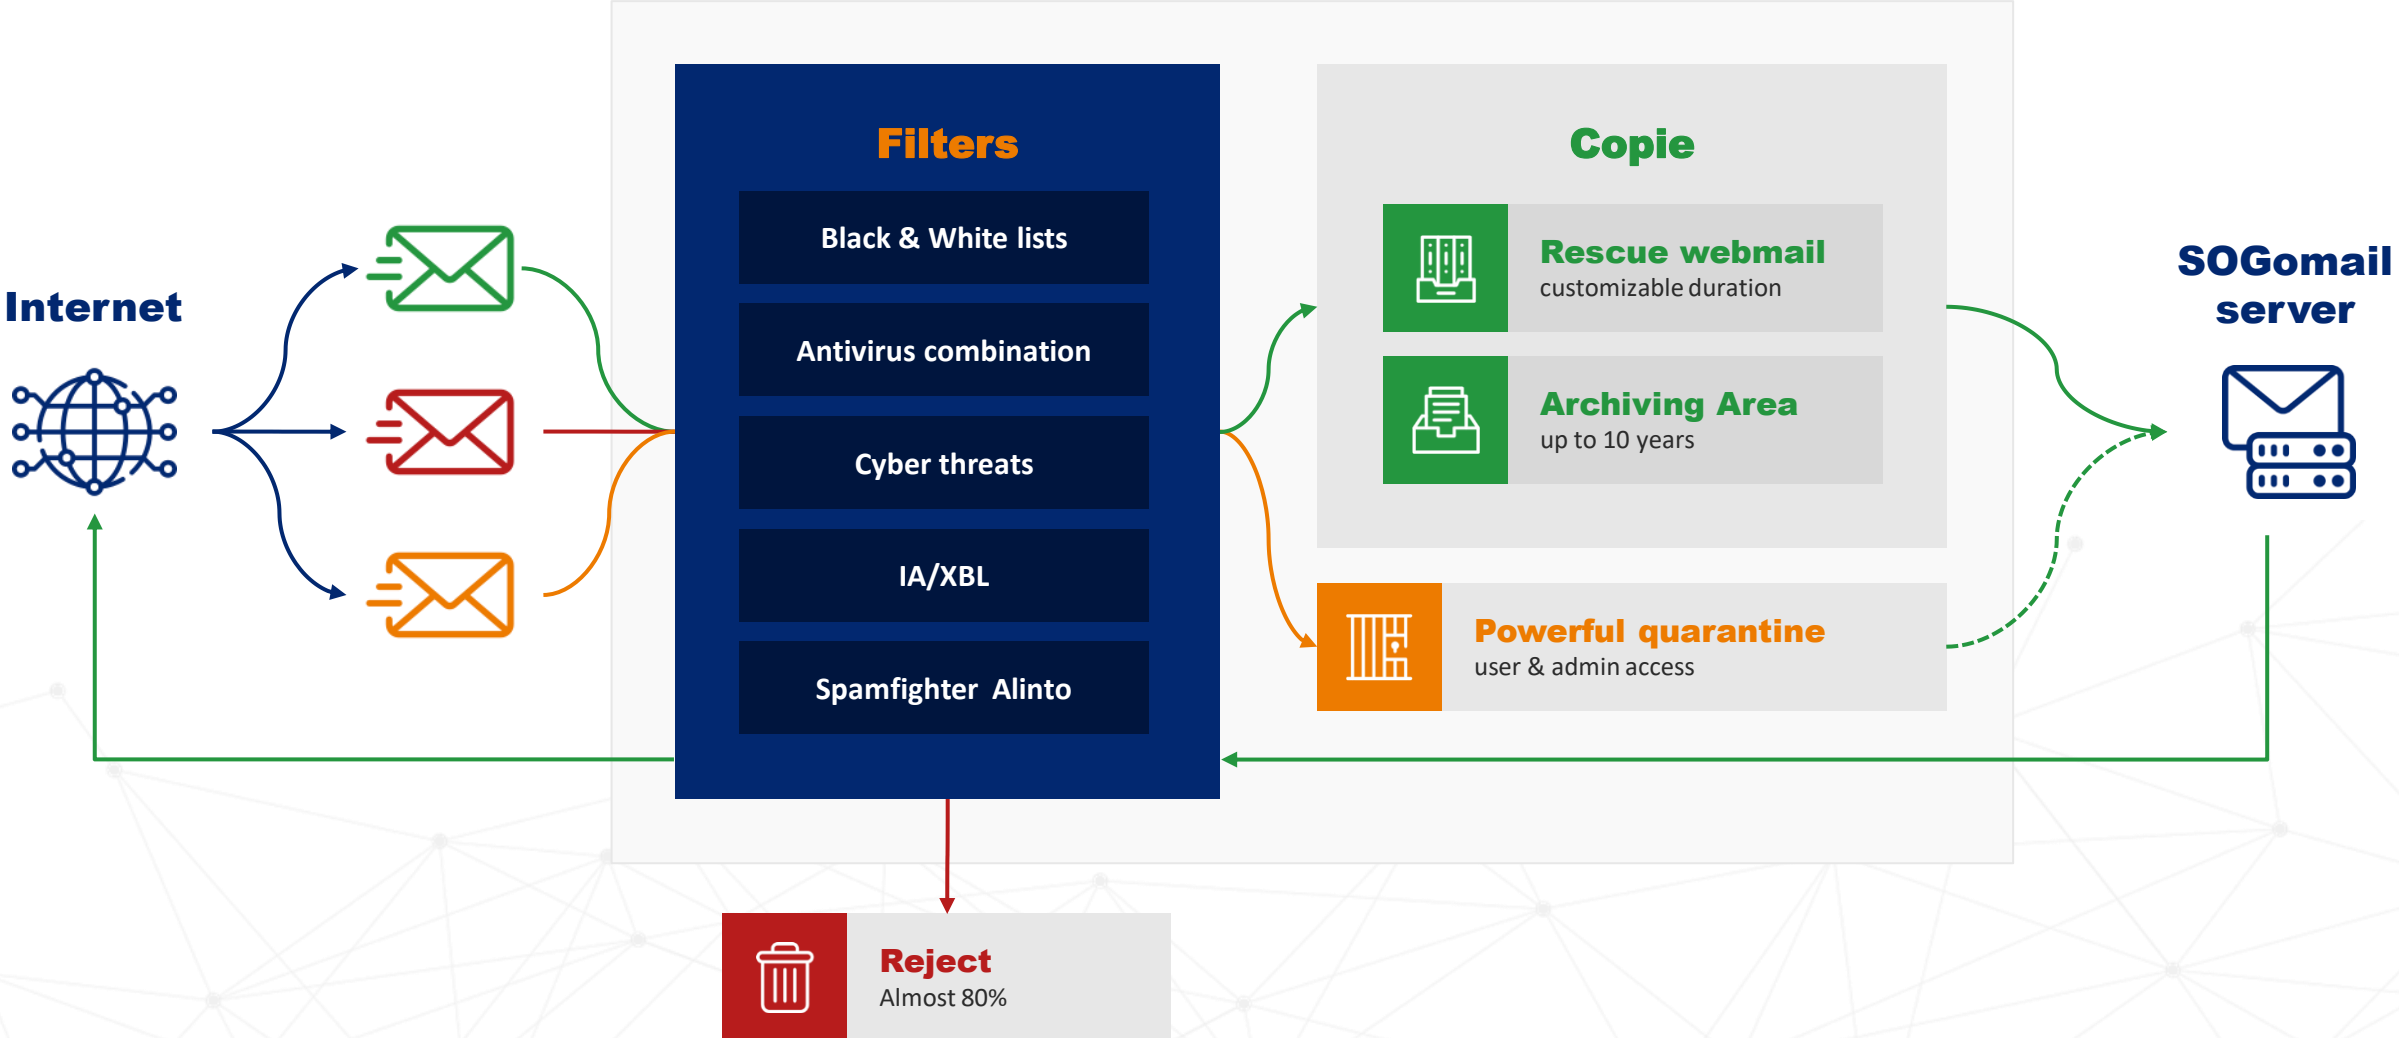 Internet
Filters
Black & White lists
Antivirus combination
Cyber threats
IA/XBL
Spamfighter Alinto
Copie
Rescue webmail
customizable duration
Archiving Area
up to 10 years
Powerful quarantine
user & admin access
SOGomail
server
Reject
Almost 80%